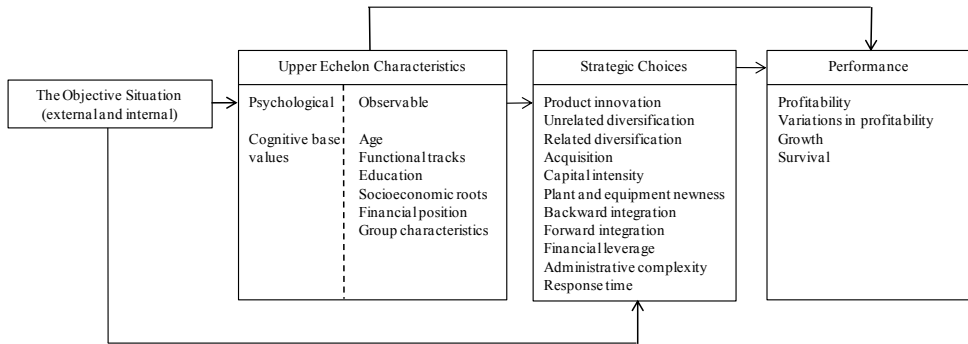 The Objective Situation
(external and internal)
Upper Echelon Characteristics
Psychological
Cognitive base
values
Observable
Age
Functional tracks
Education
Socioeconomic roots
Financial position
Group characteristics
Strategic Choices
Product innovation
Unrelated diversification
Related diversification
Acquisition
Capital intensity
Plant and equipment newness
Backward integration
Forward integration
Financial leverage
Administrative complexity
Response time
Performance
Profitability
Variations in profitability
Growth
Survival